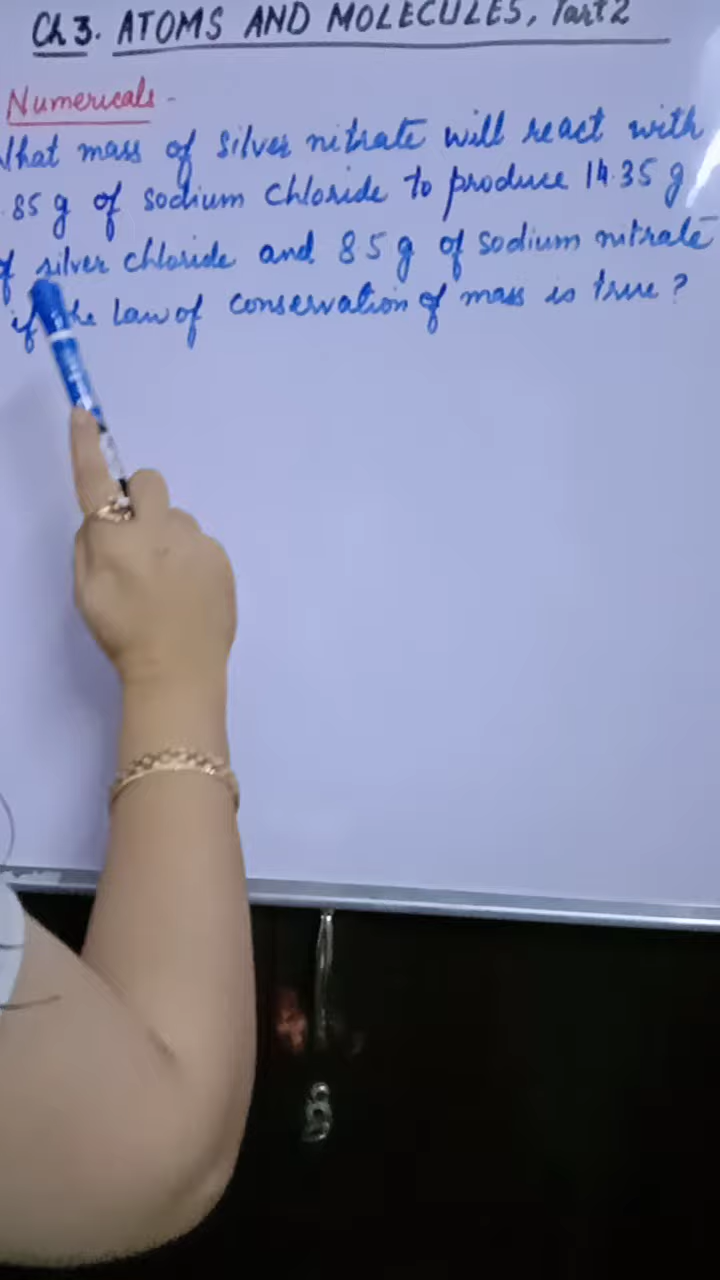 Ch 3. ATOMS AND MOLECULES, Part 2
Numericals -
What mass of silver nitrate will react with
.85 g of sodium chloride to produce 14.35 g
of silver chloride and 8.5 g of sodium nitrate
if the law of conservation of mass is true?